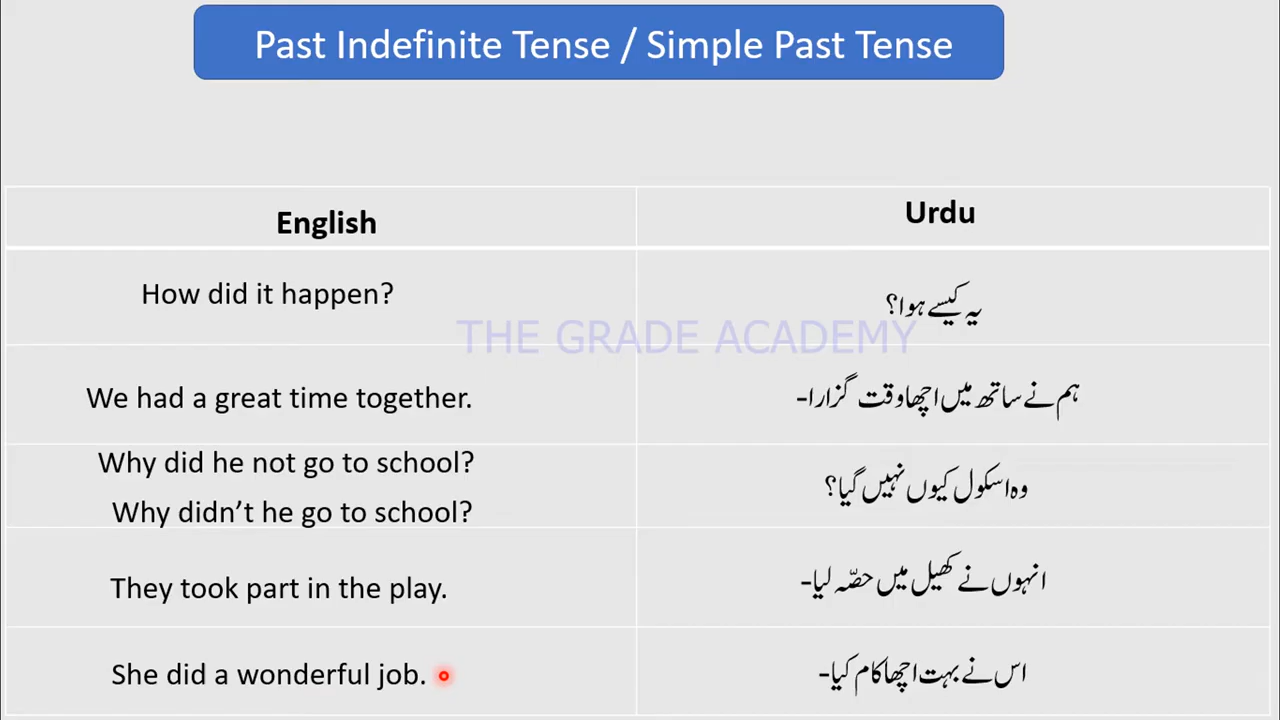 Past Indefinite Tense / Simple Past Tense
English
Urdu
How did it happen?
یہ کیسے ہوا؟
THE GRADE ACADEMY
We had a great time together.
ہم نے ساتھ میں اچھا وقت گزارا-
Why did he not go to school?
Why didn’t he go to school?
وہ اسکول کیوں نہیں گیا؟
They took part in the play.
انہوں نے کھیل میں حصّہ لیا-
She did a wonderful job.
اس نے بہت اچھا کام کیا-